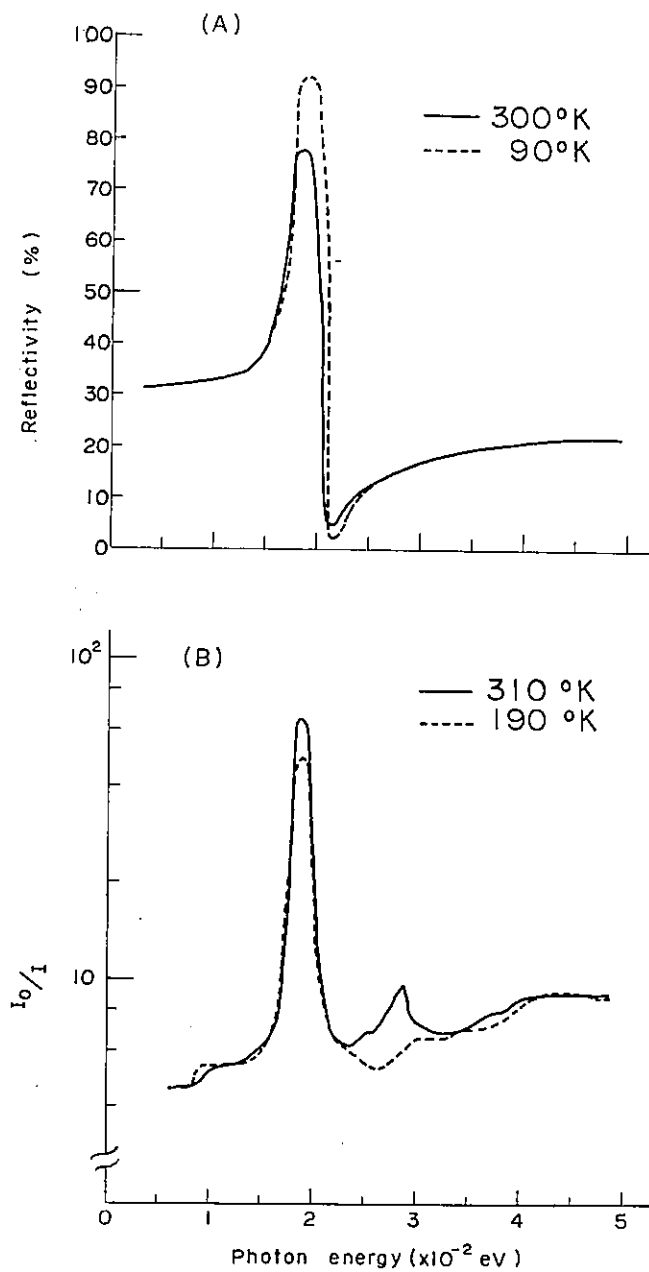 (A)
100
90
80
70
60
50
40
30
20
10
0
Reflectivity (%)
300°K
90°K
(B)
10²
10
I₀/I
310 °K
190 °K
0 1 2 3 4 5
Photon energy (x10⁻² eV)